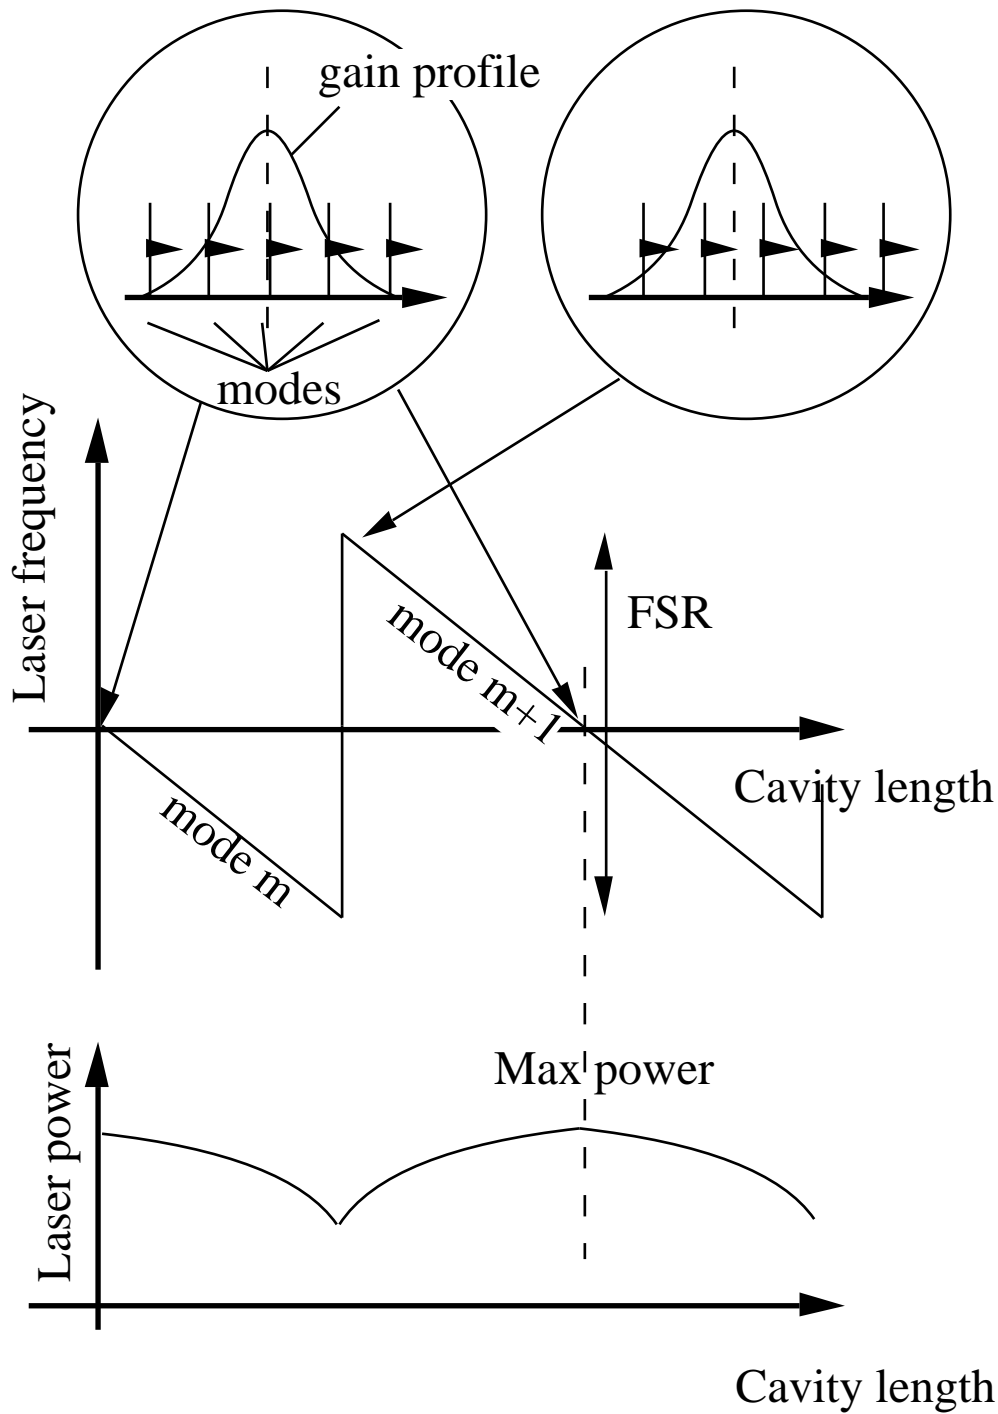 gain profile
modes
Laser frequency
FSR
mode m+1
Cavity length
mode m
Max power
Laser power
Cavity length